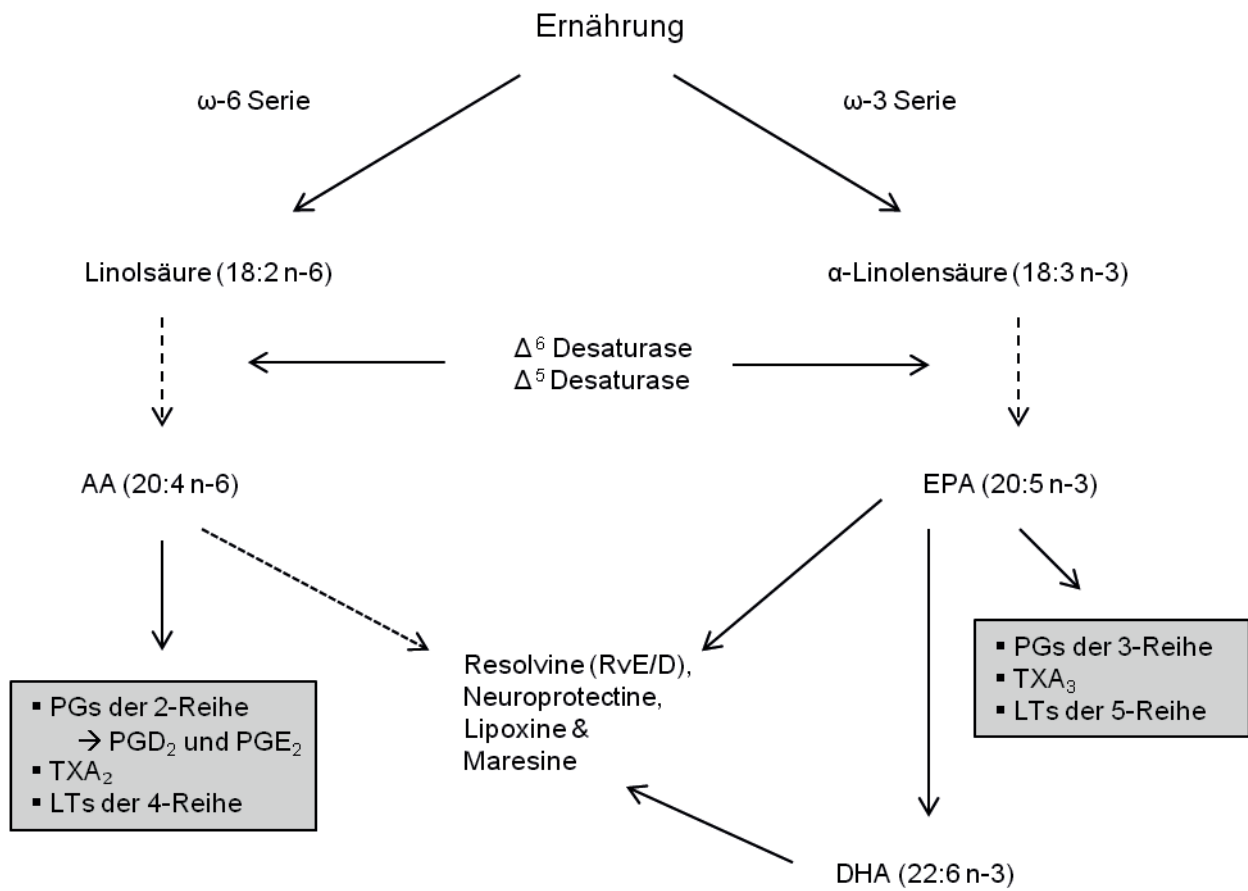 Ernährung
ω-6 Serie
ω-3 Serie
Linolsäure (18:2 n-6)
α-Linolensäure (18:3 n-3)
Δ⁶ Desaturase
Δ⁵ Desaturase
AA (20:4 n-6)
EPA (20:5 n-3)
▪ PGs der 2-Reihe
→ PGD₂ und PGE₂
▪ TXA₂
▪ LTs der 4-Reihe
Resolvine (RvE/D),
Neuroprotectine,
Lipoxine &
Maresine
▪ PGs der 3-Reihe
▪ TXA₃
▪ LTs der 5-Reihe
DHA (22:6 n-3)